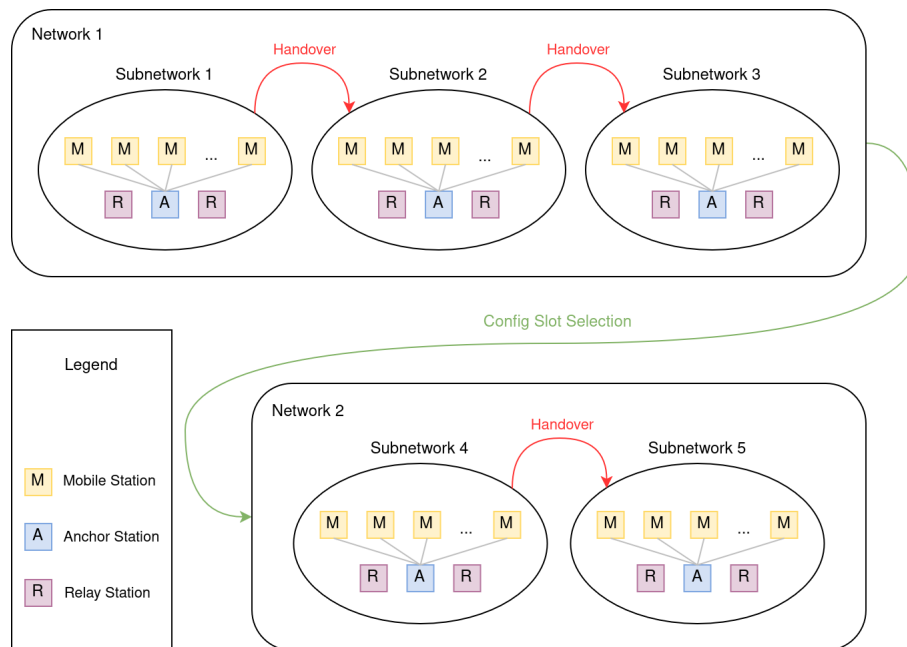 Network 1
Handover
Handover
Subnetwork 1
Subnetwork 2
Subnetwork 3
M M M ... M
M M M ... M
M M M ... M
R A R
R A R
R A R
Config Slot Selection
Legend
M Mobile Station
A Anchor Station
R Relay Station
Network 2
Handover
Subnetwork 4
Subnetwork 5
M M M ... M
M M M ... M
R A R
R A R